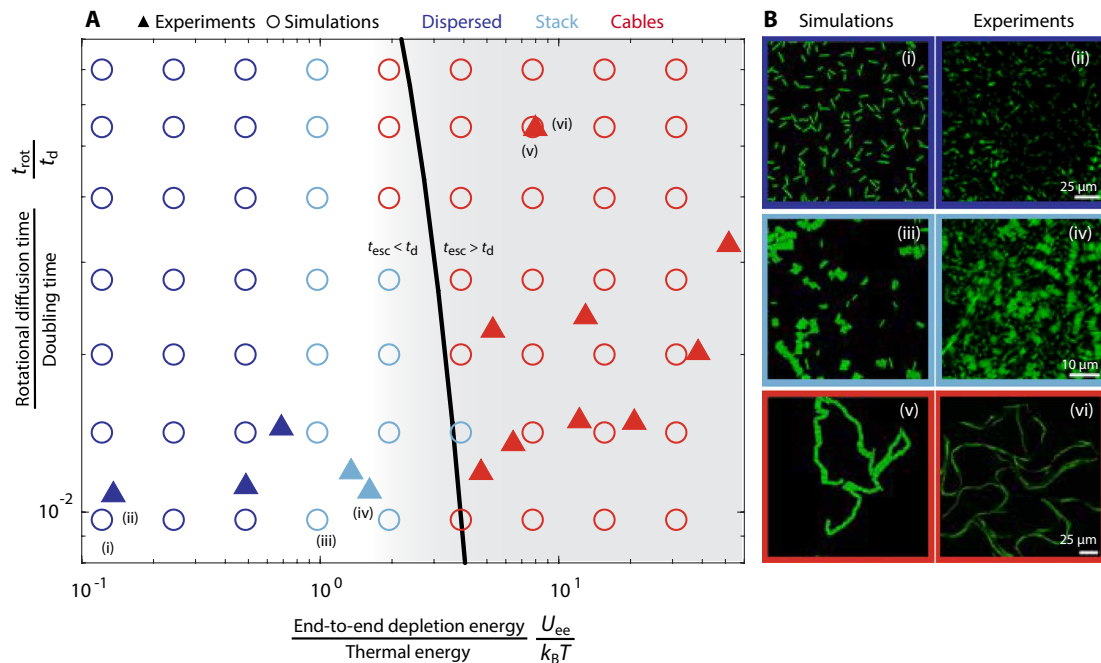 A ▲ Experiments ○ Simulations Dispersed Stack Cables
Rotational diffusion time
Doubling time
t_rot
t_d
t_esc < t_d
t_esc > t_d
(vi)
(v)
(ii)
(i)
(iii)
(iv)
10^-2
10^-1
10^0
10^1
End-to-end depletion energy
Thermal energy
U_ee
k_BT
B
Simulations
Experiments
(i)
(ii)
25 µm
(iii)
(iv)
10 µm
(v)
(vi)
25 µm